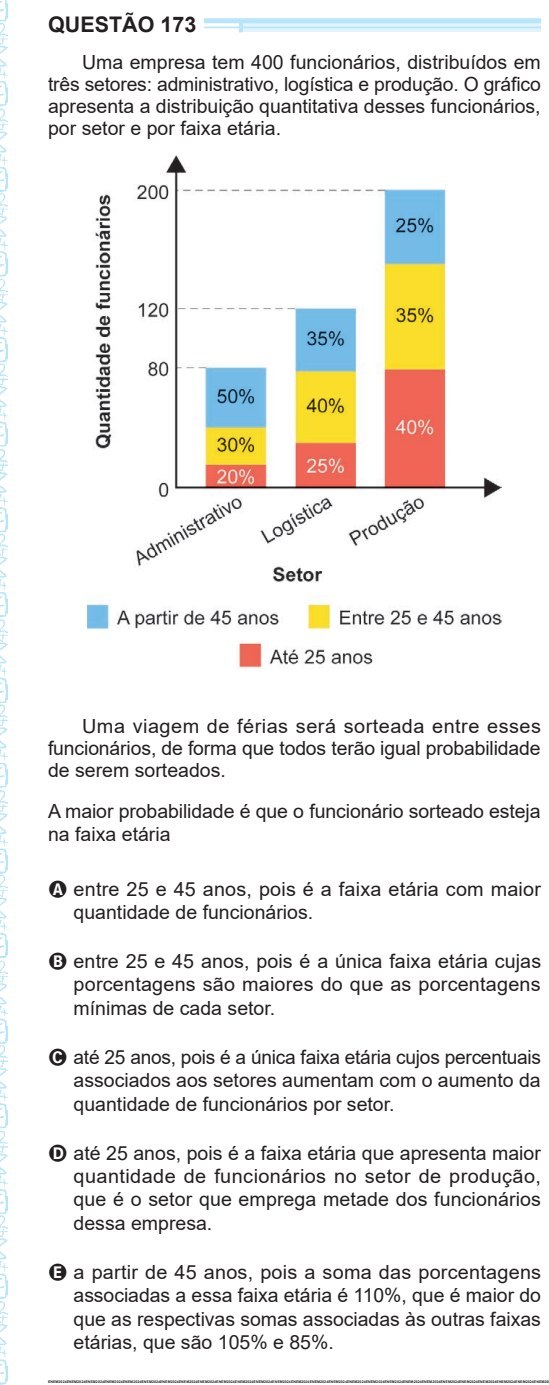 QUESTÃO 173
Uma empresa tem 400 funcionários, distribuídos em
três setores: administrativo, logística e produção. O gráfico
apresenta a distribuição quantitativa desses funcionários,
por setor e por faixa etária.
Quantidade de funcionários
200
120
80
0
50%
30%
20%
35%
40%
25%
25%
35%
40%
Administrativo
Logística
Produção
Setor
A partir de 45 anos
Entre 25 e 45 anos
Até 25 anos
Uma viagem de férias será sorteada entre esses
funcionários, de forma que todos terão igual probabilidade
de serem sorteados.
A maior probabilidade é que o funcionário sorteado esteja
na faixa etária
A entre 25 e 45 anos, pois é a faixa etária com maior
quantidade de funcionários.
B entre 25 e 45 anos, pois é a única faixa etária cujas
porcentagens são maiores do que as porcentagens
mínimas de cada setor.
C até 25 anos, pois é a única faixa etária cujos percentuais
associados aos setores aumentam com o aumento da
quantidade de funcionários por setor.
D até 25 anos, pois é a faixa etária que apresenta maior
quantidade de funcionários no setor de produção,
que é o setor que emprega metade dos funcionários
dessa empresa.
E a partir de 45 anos, pois a soma das porcentagens
associadas a essa faixa etária é 110%, que é maior do
que as respectivas somas associadas às outras faixas
etárias, que são 105% e 85%.